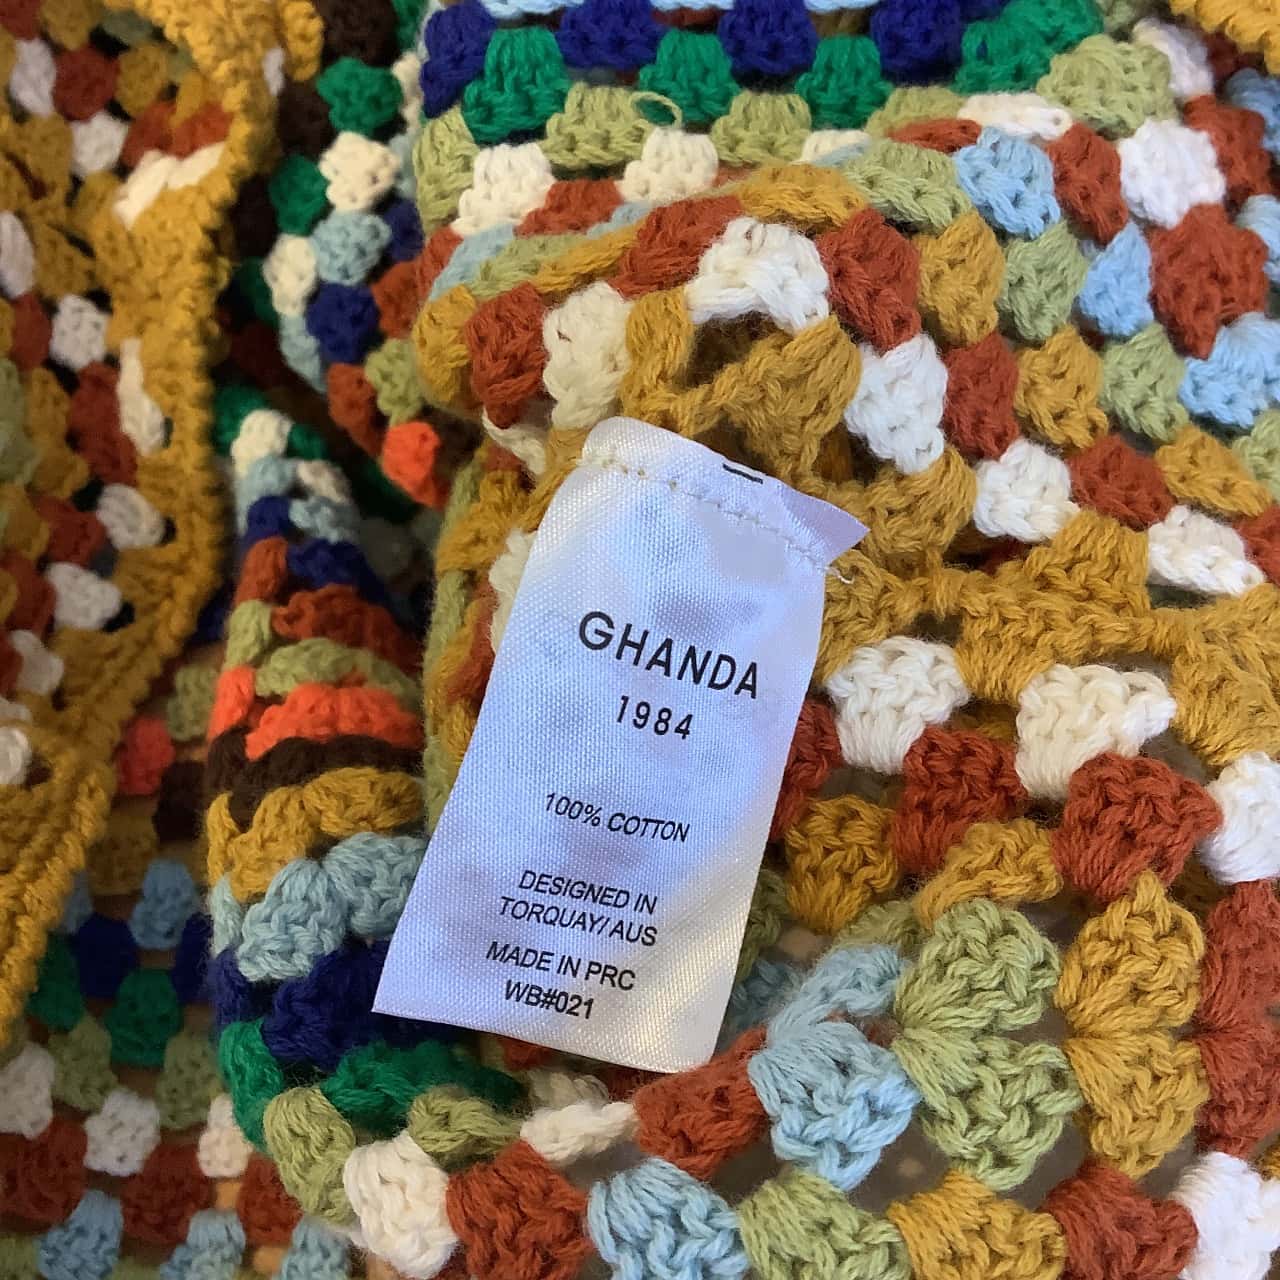 GHANDA
1984
100% COTTON
DESIGNED IN
TORQUAY/ AUS
MADE IN PRC
WB#021